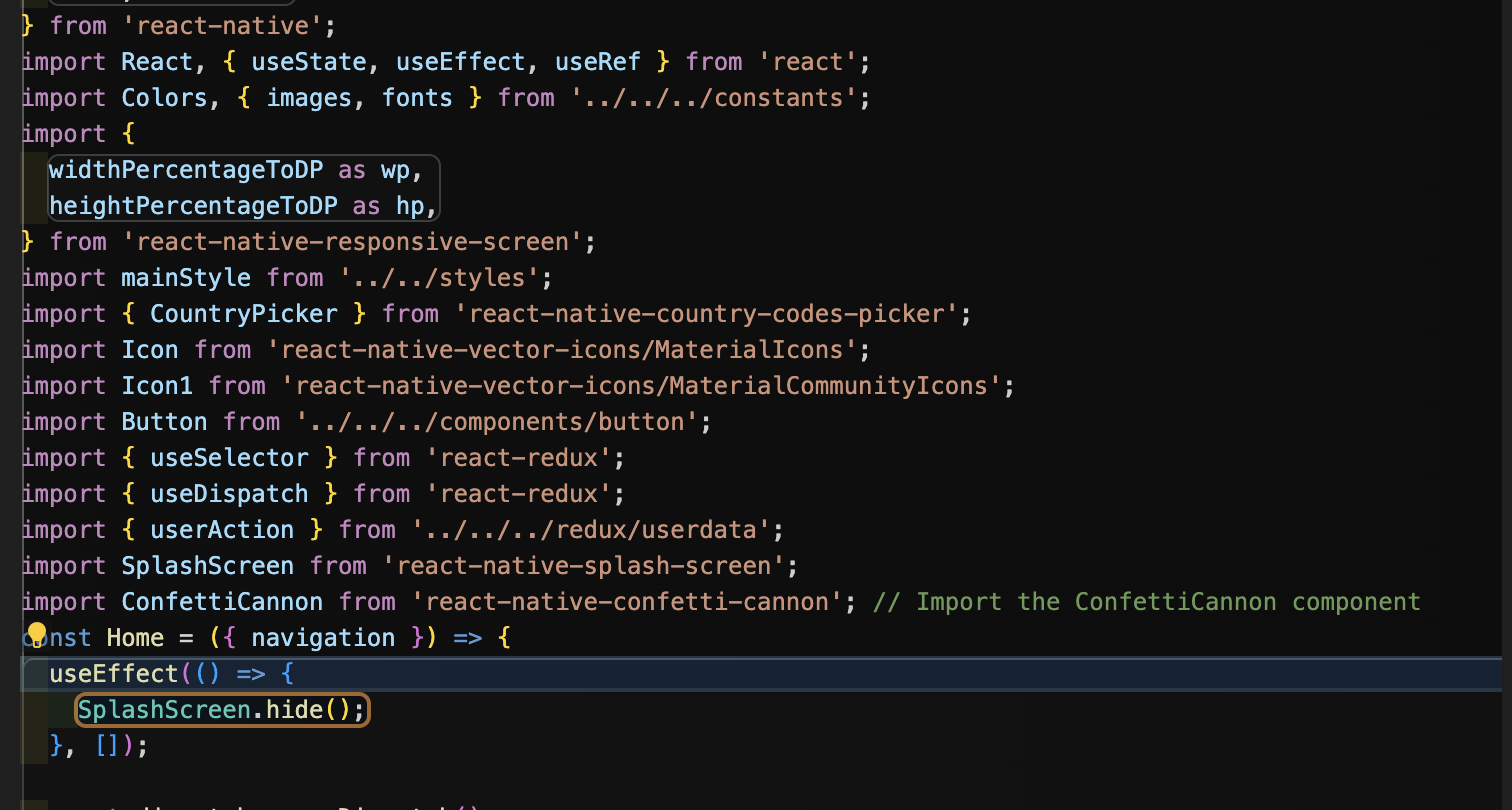 } from 'react-native';
import React, { useState, useEffect, useRef } from 'react';
import Colors, { images, fonts } from '../../../constants';
import {
widthPercentageToDP as wp,
heightPercentageToDP as hp,
} from 'react-native-responsive-screen';
import mainStyle from '../../styles';
import { CountryPicker } from 'react-native-country-codes-picker';
import Icon from 'react-native-vector-icons/MaterialIcons';
import Icon1 from 'react-native-vector-icons/MaterialCommunityIcons';
import Button from '../../../components/button';
import { useSelector } from 'react-redux';
import { useDispatch } from 'react-redux';
import { userAction } from '../../../redux/userdata';
import SplashScreen from 'react-native-splash-screen';
import ConfettiCannon from 'react-native-confetti-cannon'; // Import the ConfettiCannon component
const Home = ({ navigation }) => {
useEffect(() => {
SplashScreen.hide();
}, []);